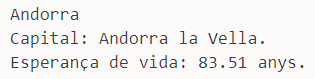 Andorra
Capital: Andorra la Vella.
Esperança de vida: 83.51 anys.